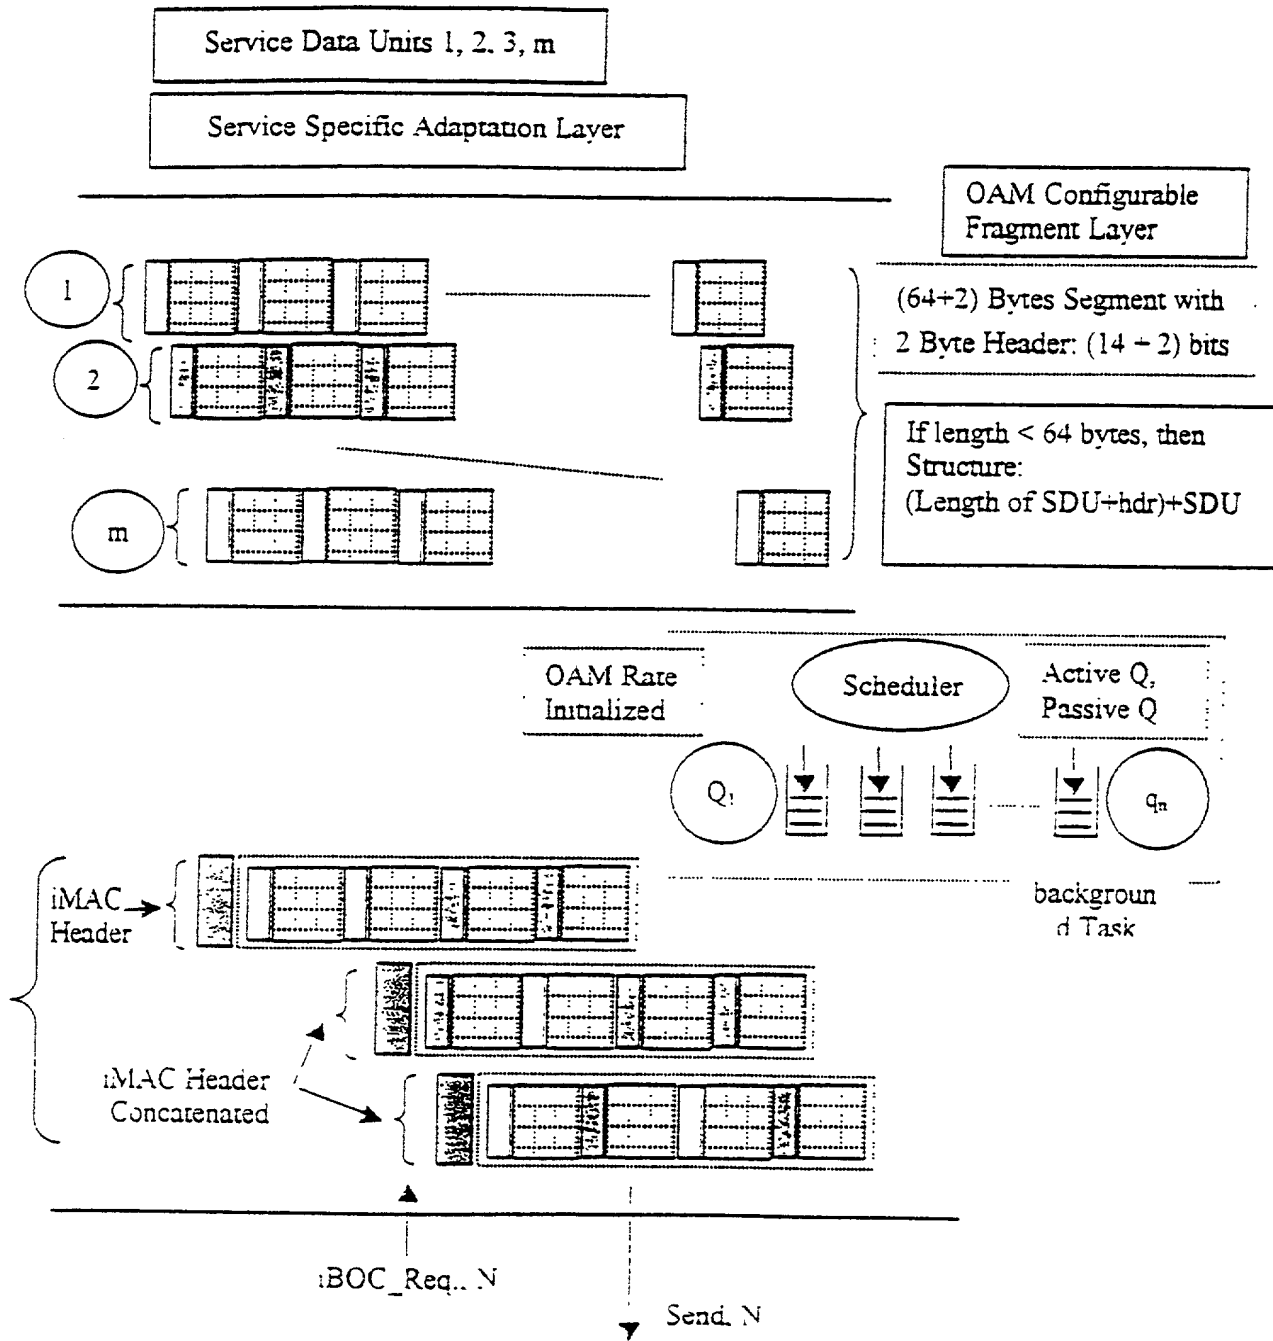 Service Data Units 1, 2, 3, m
Service Specific Adaptation Layer
OAM Configurable
Fragment Layer
1
(64+2) Bytes Segment with
2 Byte Header: (14 + 2) bits
2
If length < 64 bytes, then
Structure:
(Length of SDU+hdr)+SDU
m
OAM Rate
Initialized
Scheduler
Active Q,
Passive Q
Q₁
qₙ
iMAC
Header
backgroun
d Task
iMAC Header
Concatenated
iBOC_Req.. N
Send. N